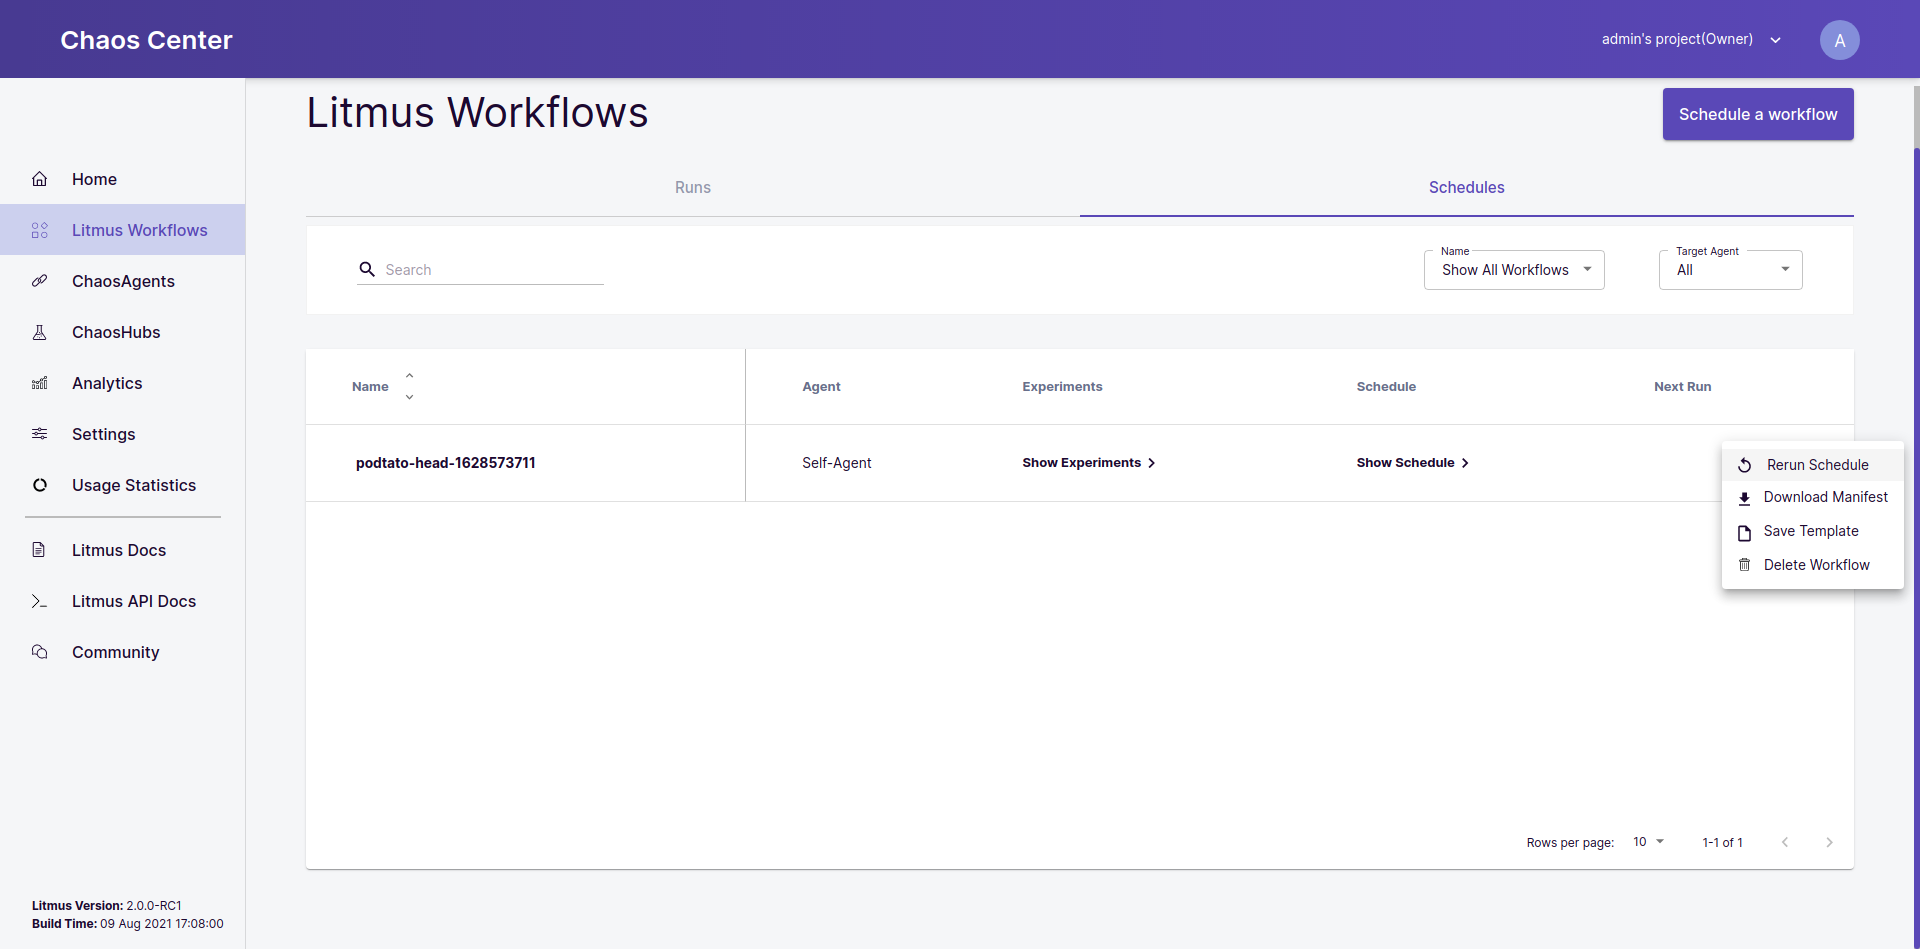 Chaos Center
admin's project(Owner)
A
Home
Litmus Workflows
ChaosAgents
ChaosHubs
Analytics
Settings
Usage Statistics
Litmus Docs
Litmus API Docs
Community
Litmus Version: 2.0.0-RC1
Build Time: 09 Aug 2021 17:08:00
Litmus Workflows
Schedule a workflow
Runs
Schedules
Search
Name
Show All Workflows
Target Agent
All
Name
Agent
Experiments
Schedule
Next Run
podtato-head-1628573711
Self-Agent
Show Experiments
Show Schedule
Rerun Schedule
Download Manifest
Save Template
Delete Workflow
Rows per page: 10
1-1 of 1